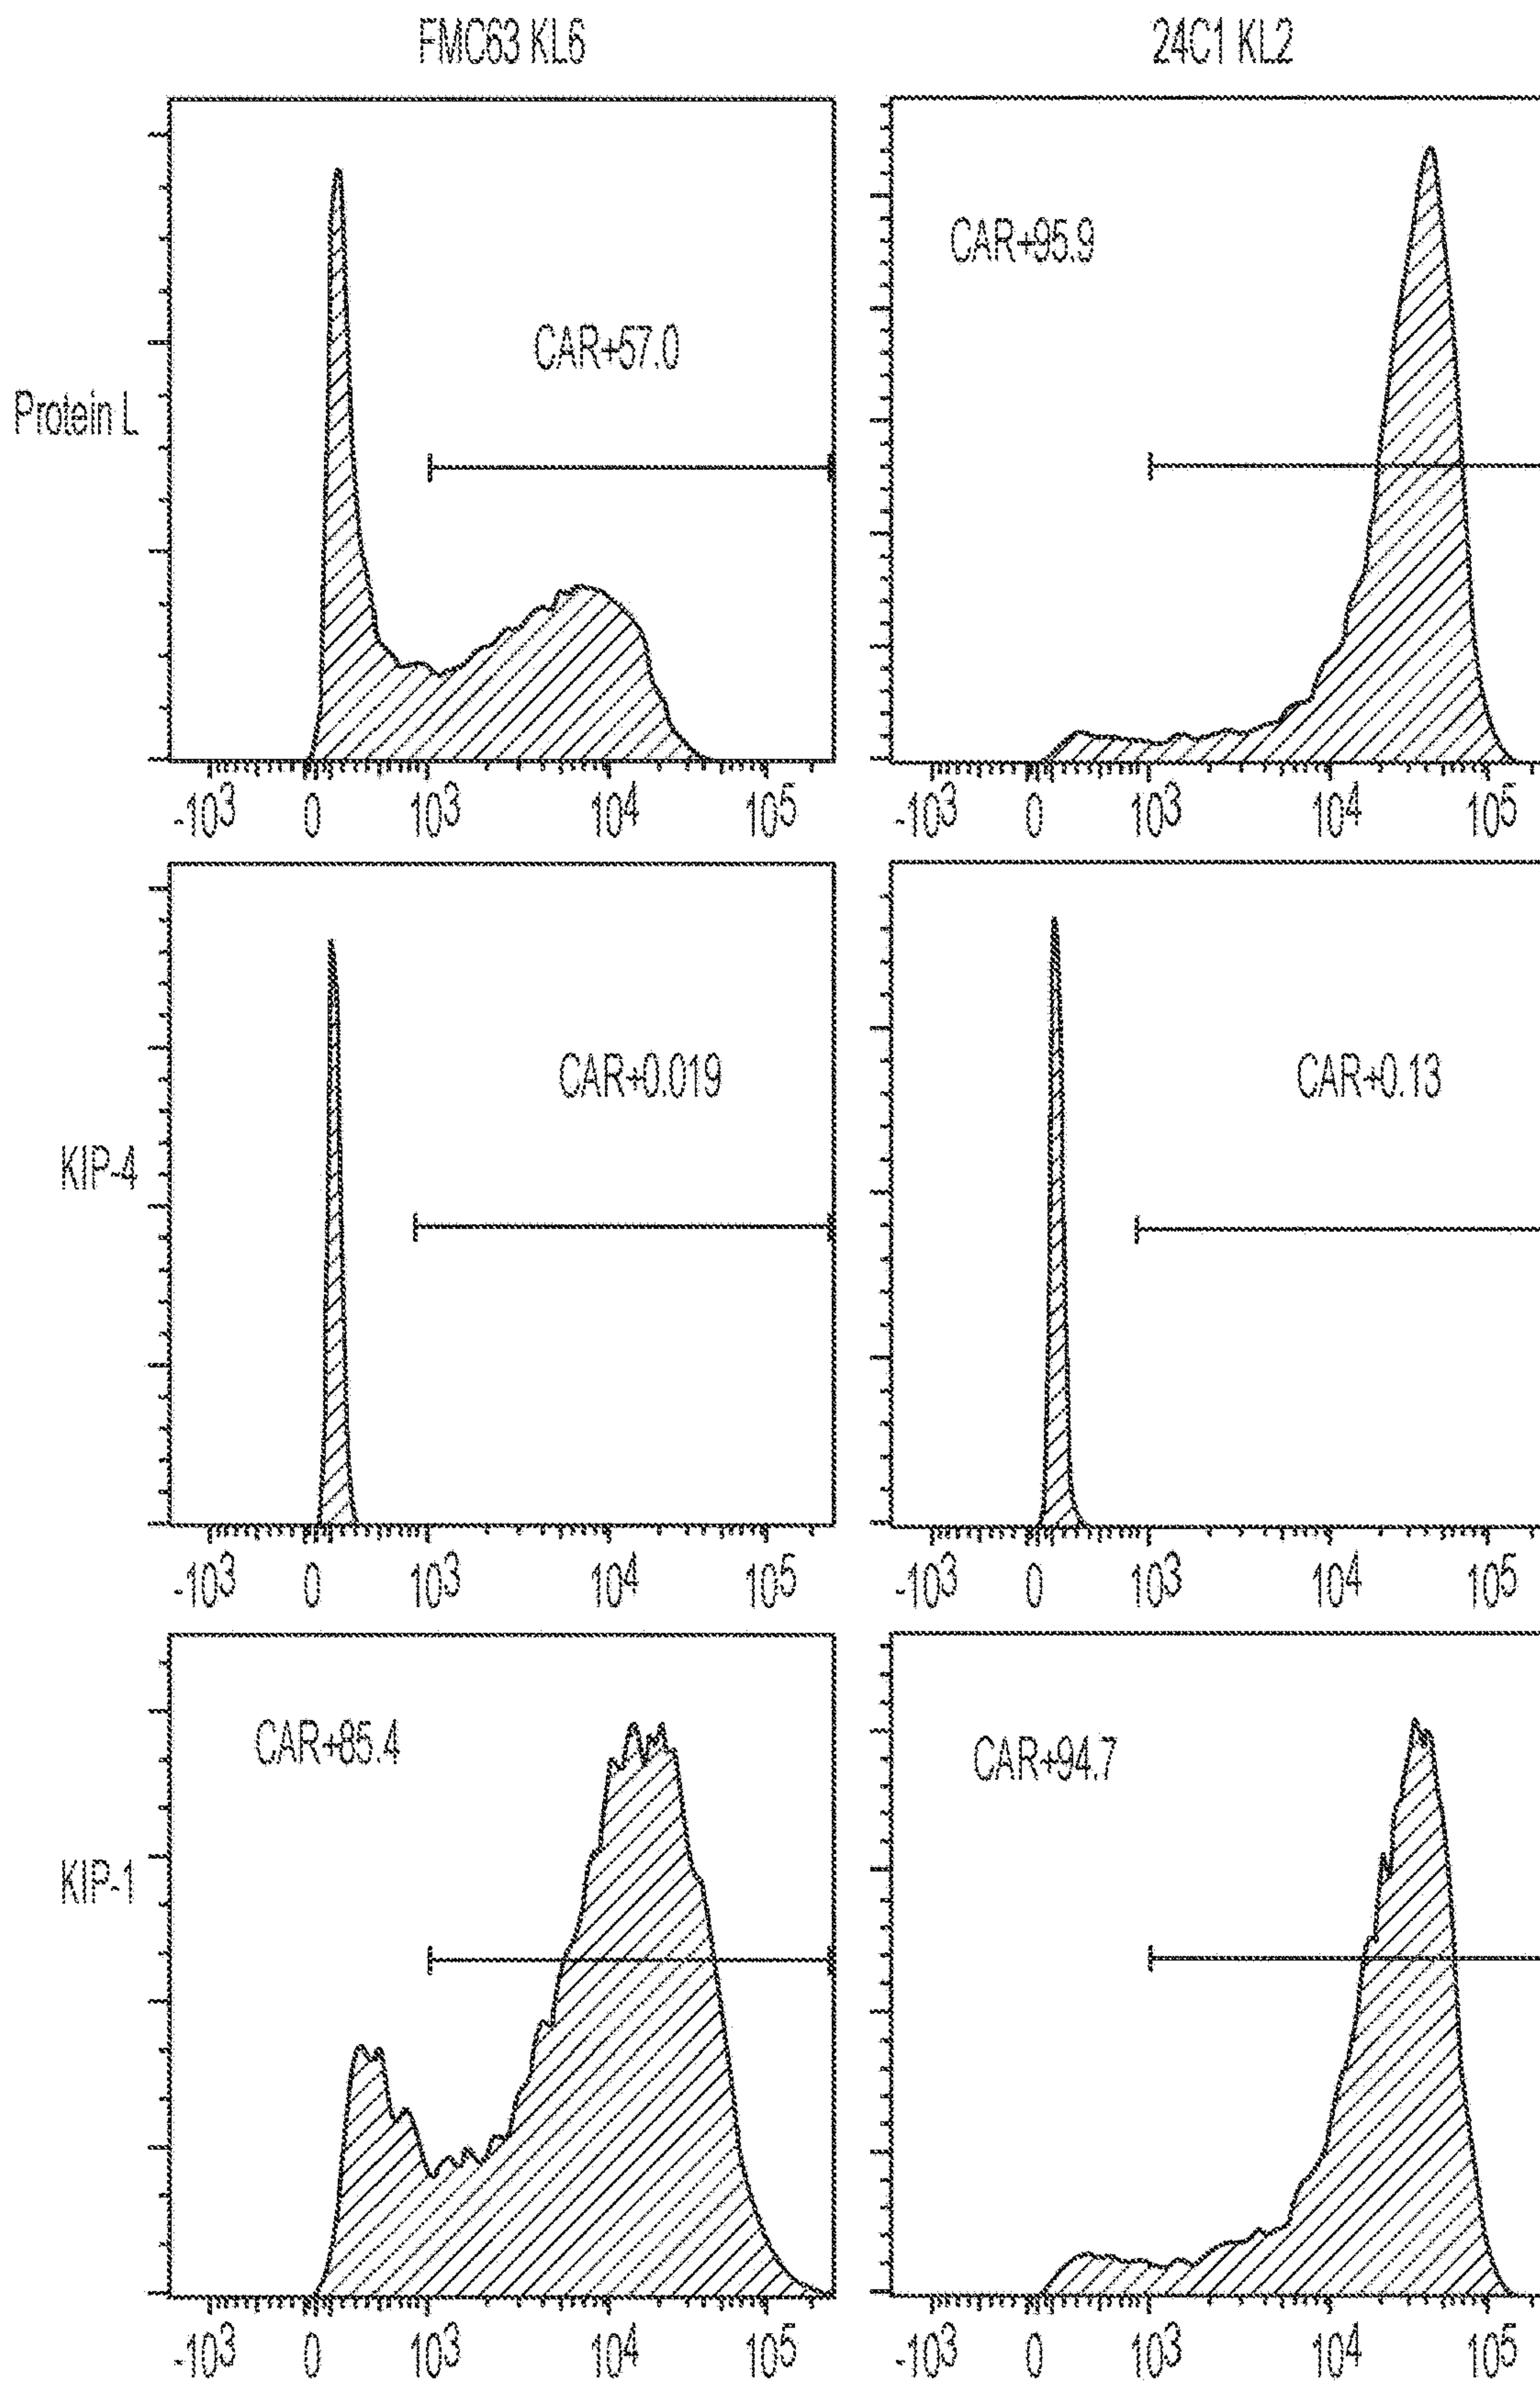 FMC63 KL6 24C1 KL2
Protein L
CAR+57.0
CAR+95.9
-10³ 0 10³ 10⁴ 10⁵
-10³ 0 10³ 10⁴ 10⁵
KIP-4
CAR+0.019
CAR+0.13
-10³ 0 10³ 10⁴ 10⁵
-10³ 0 10³ 10⁴ 10⁵
KIP-1
CAR+85.4
CAR+94.7
-10³ 0 10³ 10⁴ 10⁵
-10³ 0 10³ 10⁴ 10⁵